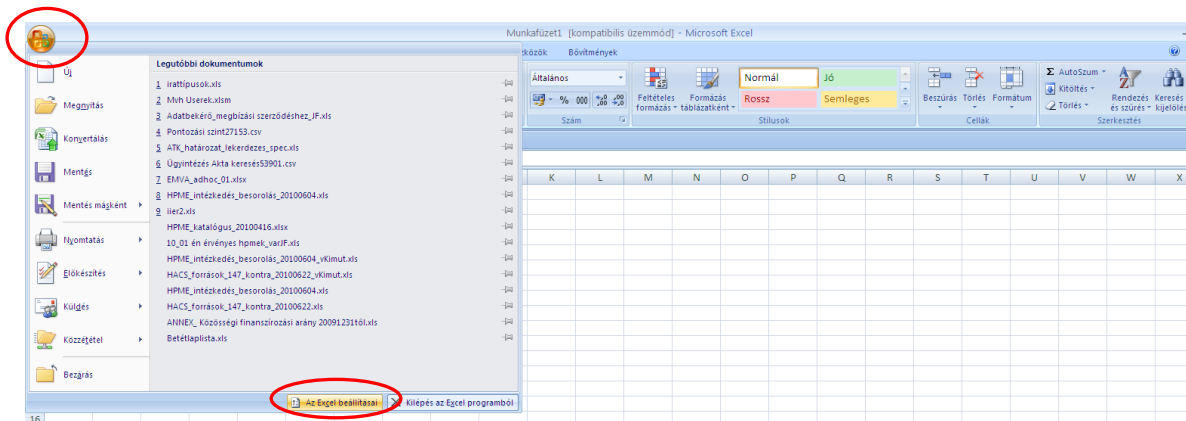 Munkafüzet1 [kompatibilis üzemmód] - Microsoft Excel
Bővítmények
Új
Megnyitás
Konvertálás
Mentés
Mentés másként
Nyomtatás
Előkészítés
Küldés
Közzététel
Bezárás
Legutóbbi dokumentumok
1 irattípusok.xls
2 Mvh Userek.xlsm
3 Adatbekérő_megbízási szerződéshez_JF.xls
4 Pontozási szint27153.csv
5 ATK_határozat_lekerdezes_spec.xls
6 Ügyintézés Akta keresés53901.csv
7 EMVA_adhoc_01.xlsx
8 HPME_intézkedés_besorolás_20100604.xls
9 iier2.xls
HPME_katalógus_20100416.xlsx
10_01 én érvényes hpmek_varJF.xls
HPME_intézkedés_besorolás_20100604_vKimut.xls
HACS_források_147_kontra_20100622_vKimut.xls
HPME_intézkedés_besorolás_20100604.xls
HACS_források_147_kontra_20100622.xls
ANNEX_ Közösségi finanszírozási arány 20091231től.xls
Betétlaplista.xls
Az Excel beállításai
Kilépés az Excel programból
Általános
% 000 ,00 ,00
Szám
Feltételes formázás
Formázás táblázatként
Normál
Jó
Rossz
Semleges
Stílusok
Beszúrás
Törlés
Formátum
Cellák
Σ AutoSzum
Kitöltés
Törlés
Rendezés és szűrés
Keresés
Szerkesztés
K L M N O P Q R S T U V W X
16